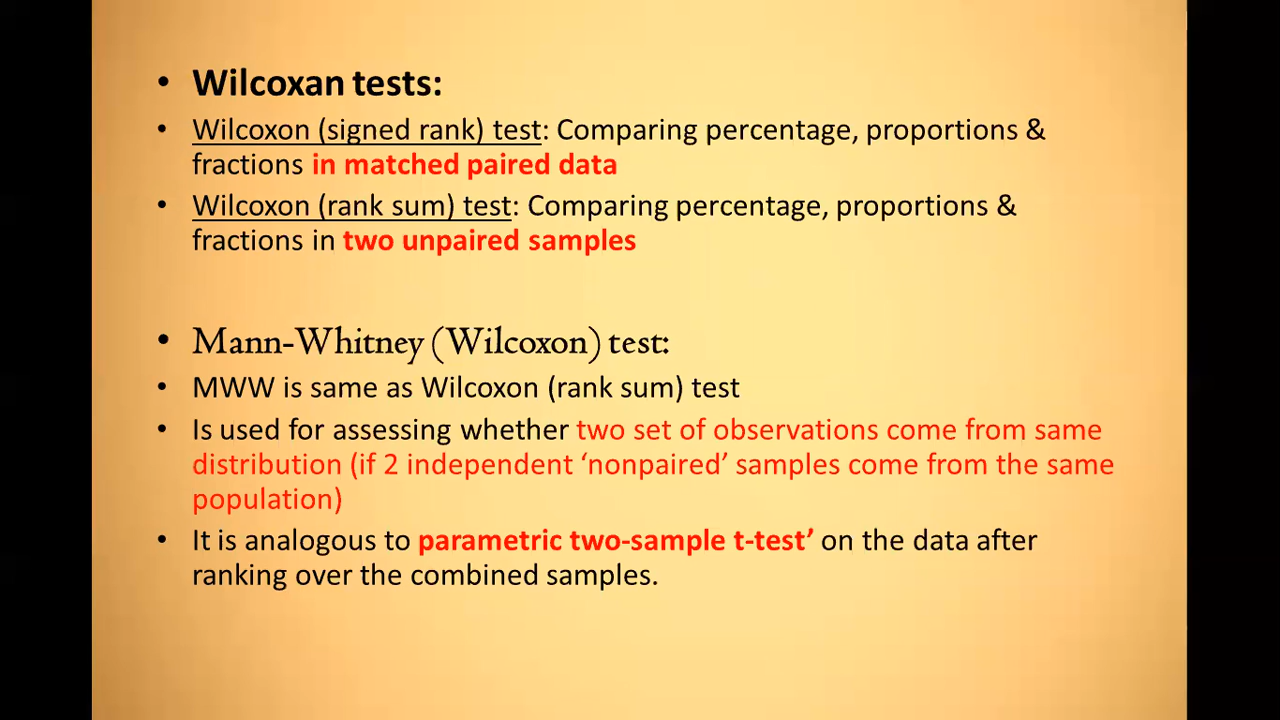 • Wilcoxan tests:
• Wilcoxon (signed rank) test: Comparing percentage, proportions &
fractions in matched paired data
• Wilcoxon (rank sum) test: Comparing percentage, proportions &
fractions in two unpaired samples
• Mann-Whitney (Wilcoxon) test:
• MWW is same as Wilcoxon (rank sum) test
• Is used for assessing whether two set of observations come from same
distribution (if 2 independent ‘nonpaired’ samples come from the same
population)
• It is analogous to parametric two-sample t-test’ on the data after
ranking over the combined samples.